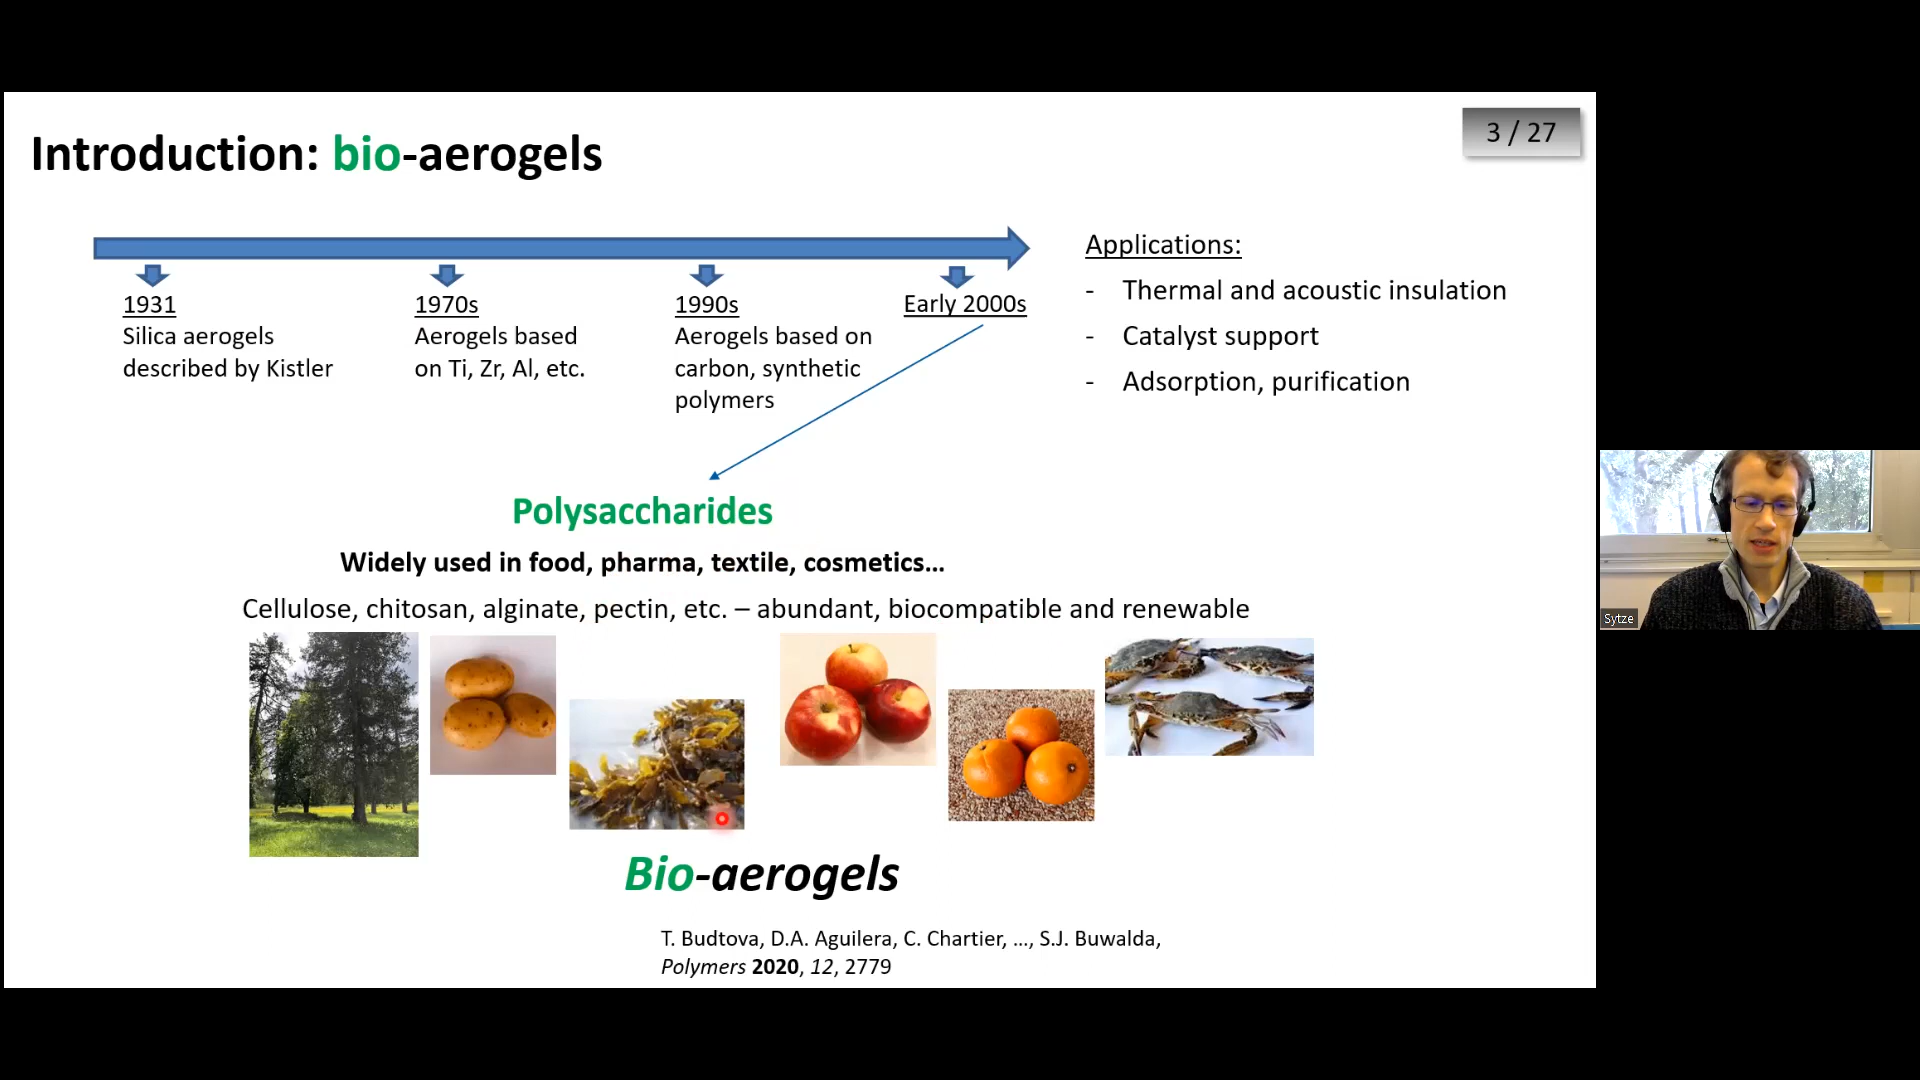 Introduction: bio-aerogels
3 / 27
1931
Silica aerogels
described by Kistler
1970s
Aerogels based
on Ti, Zr, Al, etc.
1990s
Aerogels based on
carbon, synthetic
polymers
Early 2000s
Applications:
- Thermal and acoustic insulation
- Catalyst support
- Adsorption, purification
Polysaccharides
Widely used in food, pharma, textile, cosmetics…
Cellulose, chitosan, alginate, pectin, etc. – abundant, biocompatible and renewable
Bio-aerogels
T. Budtova, D.A. Aguilera, C. Chartier, …, S.J. Buwalda,
Polymers 2020, 12, 2779
Sytze